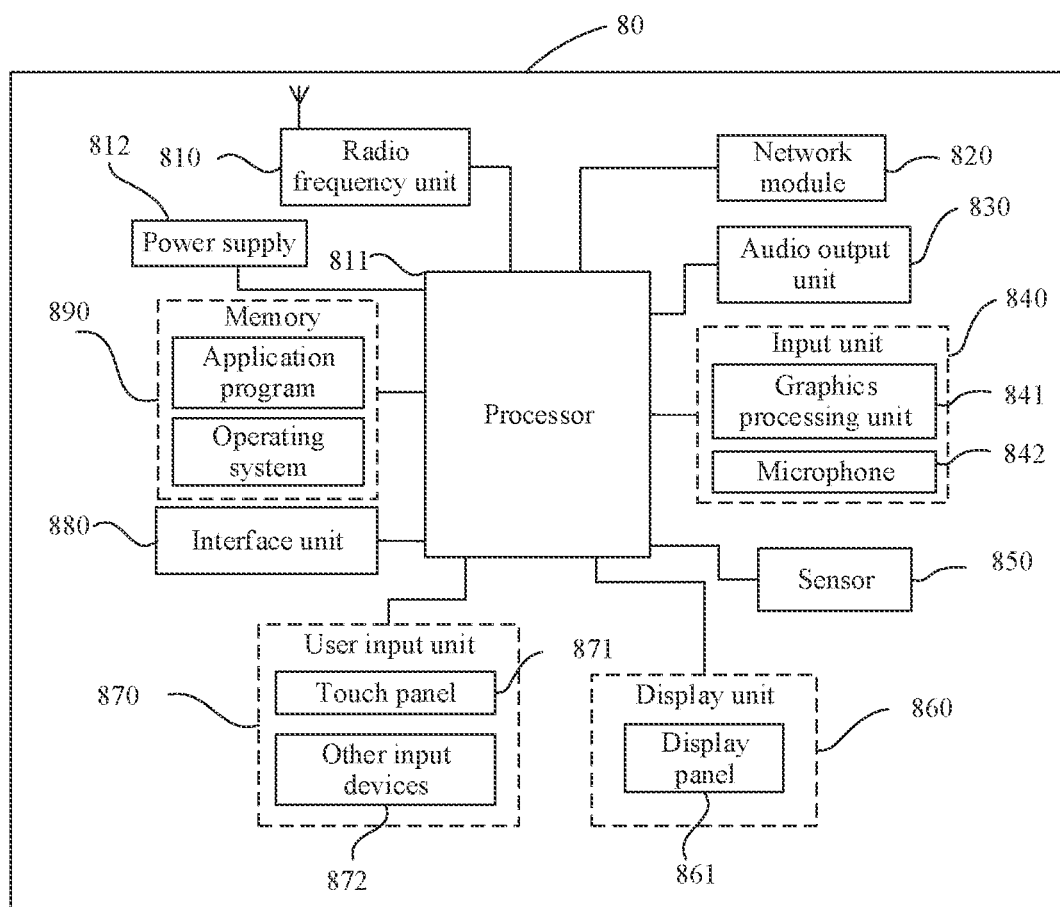 80
812
810
Radio
frequency unit
Network
module
820
Power supply
811
Audio output
unit
830
890
Memory
Application
program
Operating
system
Processor
Input unit
840
Graphics
processing unit
841
Microphone
842
880
Interface unit
Sensor
850
User input unit
870
Touch panel
871
Other input
devices
872
Display unit
860
Display
panel
861